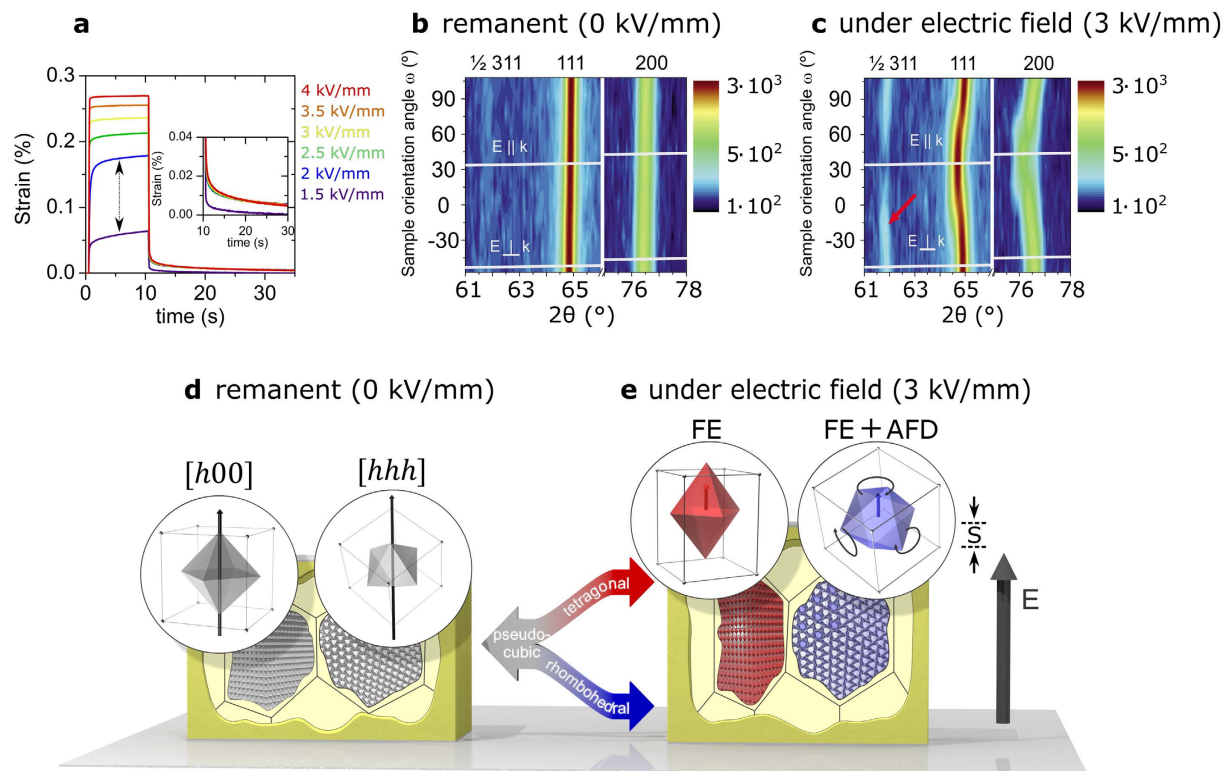 a
0.3
0.2
0.1
0.0
Strain (%)
0 10 20 30
time (s)
4 kV/mm
3.5 kV/mm
3 kV/mm
2.5 kV/mm
2 kV/mm
1.5 kV/mm
0.04
0.02
0.00
Strain (%)
10 15 20 25 30
time (s)
b remanent (0 kV/mm)
½ 311 111 200
Sample orientation angle ω (°)
90
60
30
0
-30
E || k
E ⊥ k
61 63 65 76 78
2θ (°)
3·10³
5·10²
1·10²
c under electric field (3 kV/mm)
½ 311 111 200
Sample orientation angle ω (°)
90
60
30
0
-30
E || k
E ⊥ k
61 63 65 76 78
2θ (°)
3·10³
5·10²
1·10²
d remanent (0 kV/mm)
[h00]
[hhh]
pseudo-
cubic
tetragonal
rhombohedral
e under electric field (3 kV/mm)
FE
FE+AFD
S
E